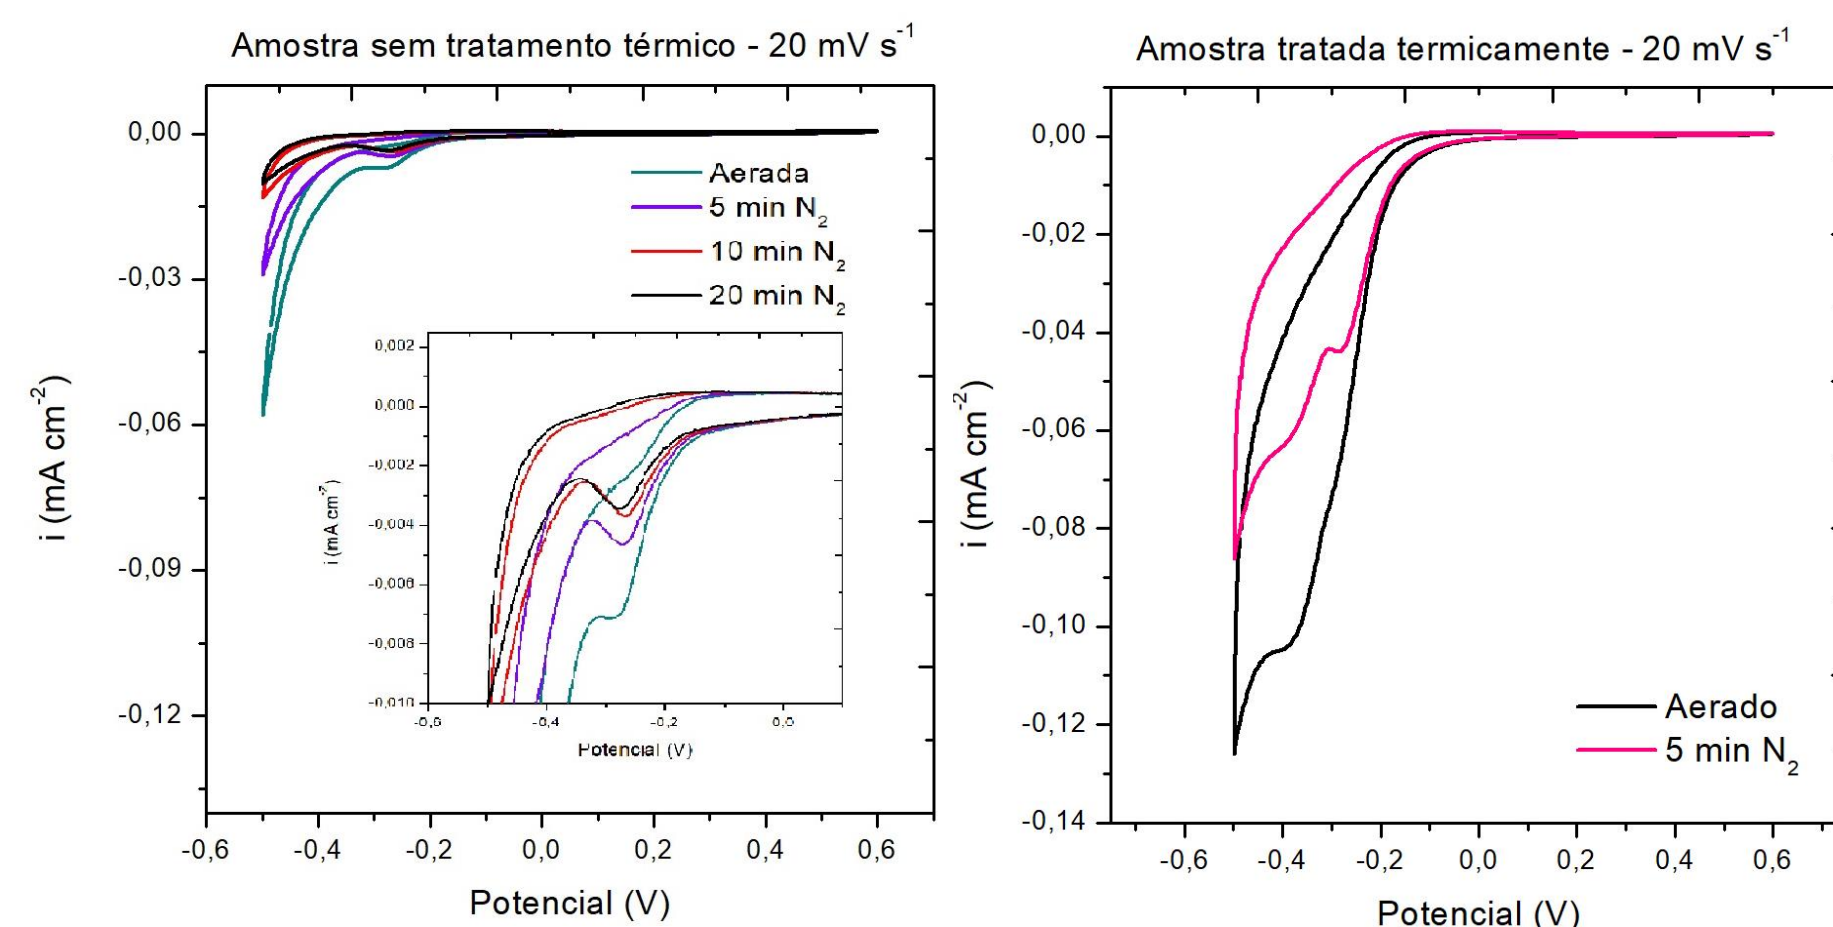 Amostra sem tratamento térmico - 20 mV s-1
0,00
-0,03
-0,06
-0,09
-0,12
i (mA cm-2)
Aerada
5 min N2
10 min N2
20 min N2
0,002
0,000
-0,002
-0,004
-0,006
-0,008
-0,010
i (mA cm-2)
-0,6 -0,4 -0,2 0,0
Potencial (V)
-0,6 -0,4 -0,2 0,0 0,2 0,4 0,6
Potencial (V)
Amostra tratada termicamente - 20 mV s-1
0,00
-0,02
-0,04
-0,06
-0,08
-0,10
-0,12
-0,14
i (mA cm-2)
Aerado
5 min N2
-0,6 -0,4 -0,2 0,0 0,2 0,4 0,6
Potencial (V)